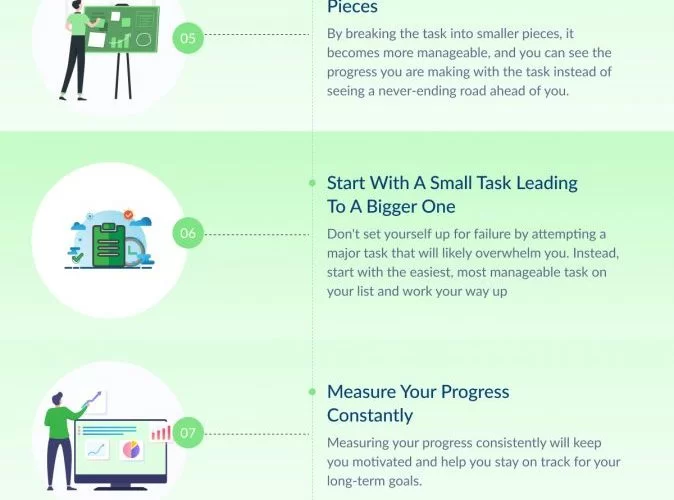 Pieces
05
By breaking the task into smaller pieces, it
becomes more manageable, and you can see the
progress you are making with the task instead of
seeing a never-ending road ahead of you.
Start With A Small Task Leading
To A Bigger One
06
Don't set yourself up for failure by attempting a
major task that will likely overwhelm you. Instead,
start with the easiest, most manageable task on
your list and work your way up
Measure Your Progress
Constantly
07
Measuring your progress consistently will keep
you motivated and help you stay on track for your
long-term goals.